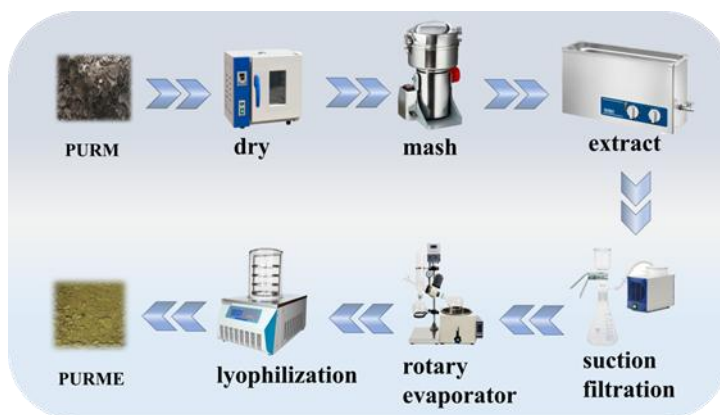 PURM
dry
mash
extract
PURME
lyophilization
rotary
evaporator
suction
filtration